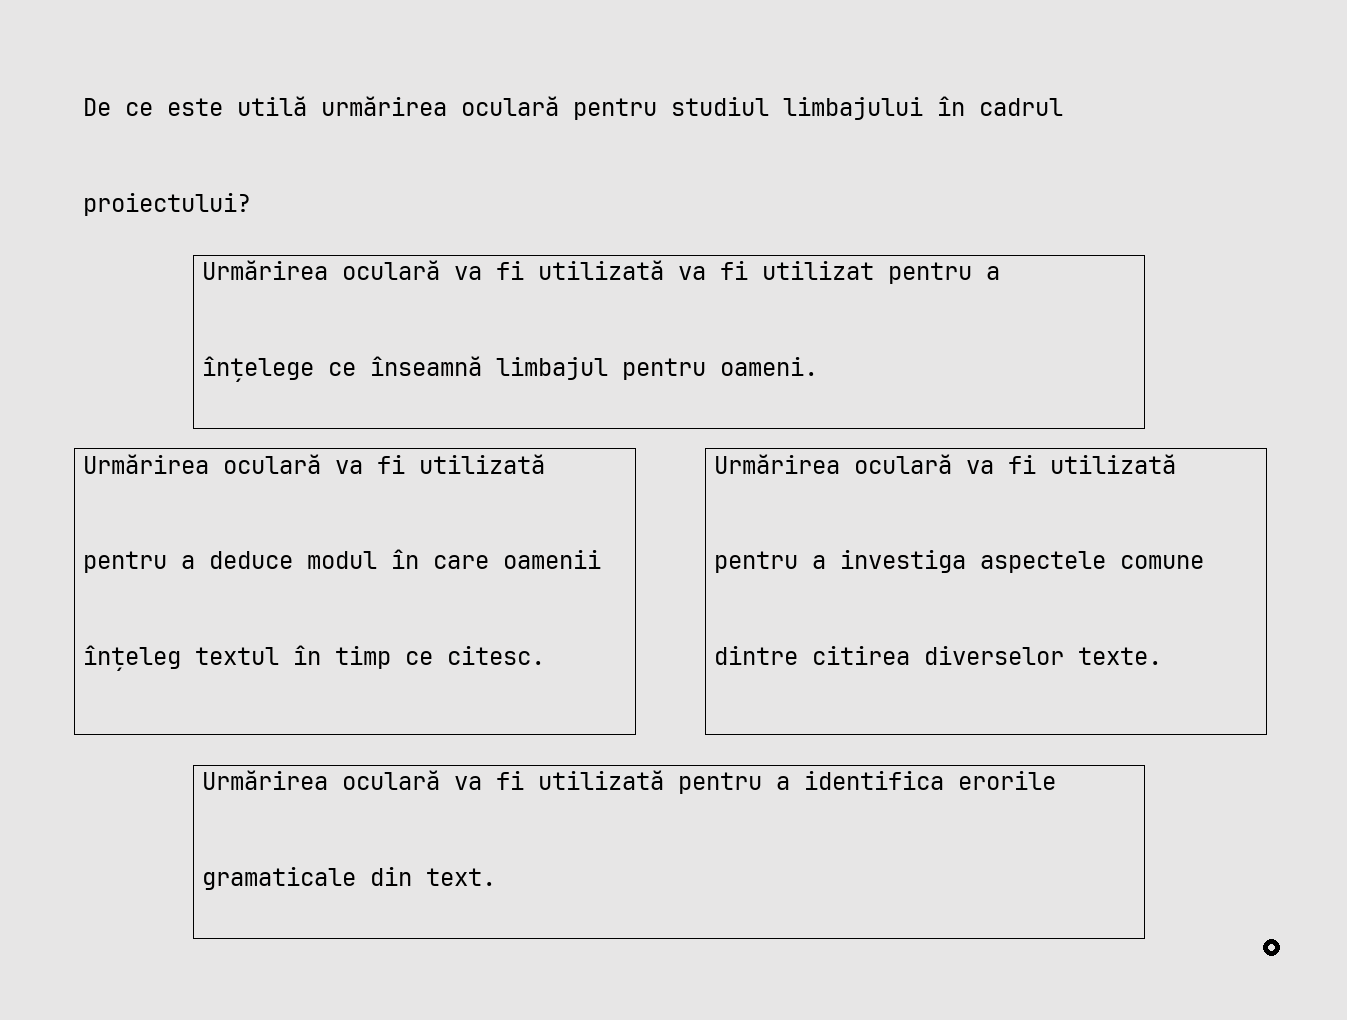 De ce este utilă urmărirea oculară pentru studiul limbajului în cadrul
proiectului?
Urmărirea oculară va fi utilizată va fi utilizat pentru a
înțelege ce înseamnă limbajul pentru oameni.
Urmărirea oculară va fi utilizată
pentru a deduce modul în care oamenii
înțeleg textul în timp ce citesc.
Urmărirea oculară va fi utilizată
pentru a investiga aspectele comune
dintre citirea diverselor texte.
Urmărirea oculară va fi utilizată pentru a identifica erorile
gramaticale din text.